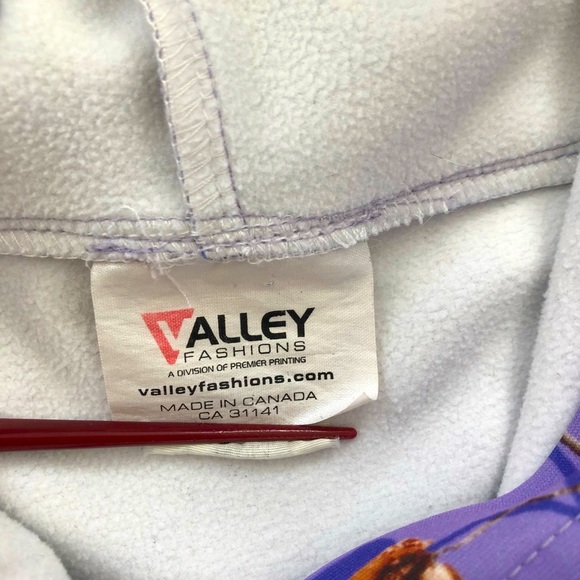 VALLEY
FASHIONS
A DIVISION OF PREMIER PRINTING
valleyfashions.com
MADE IN CANADA
CA 31141